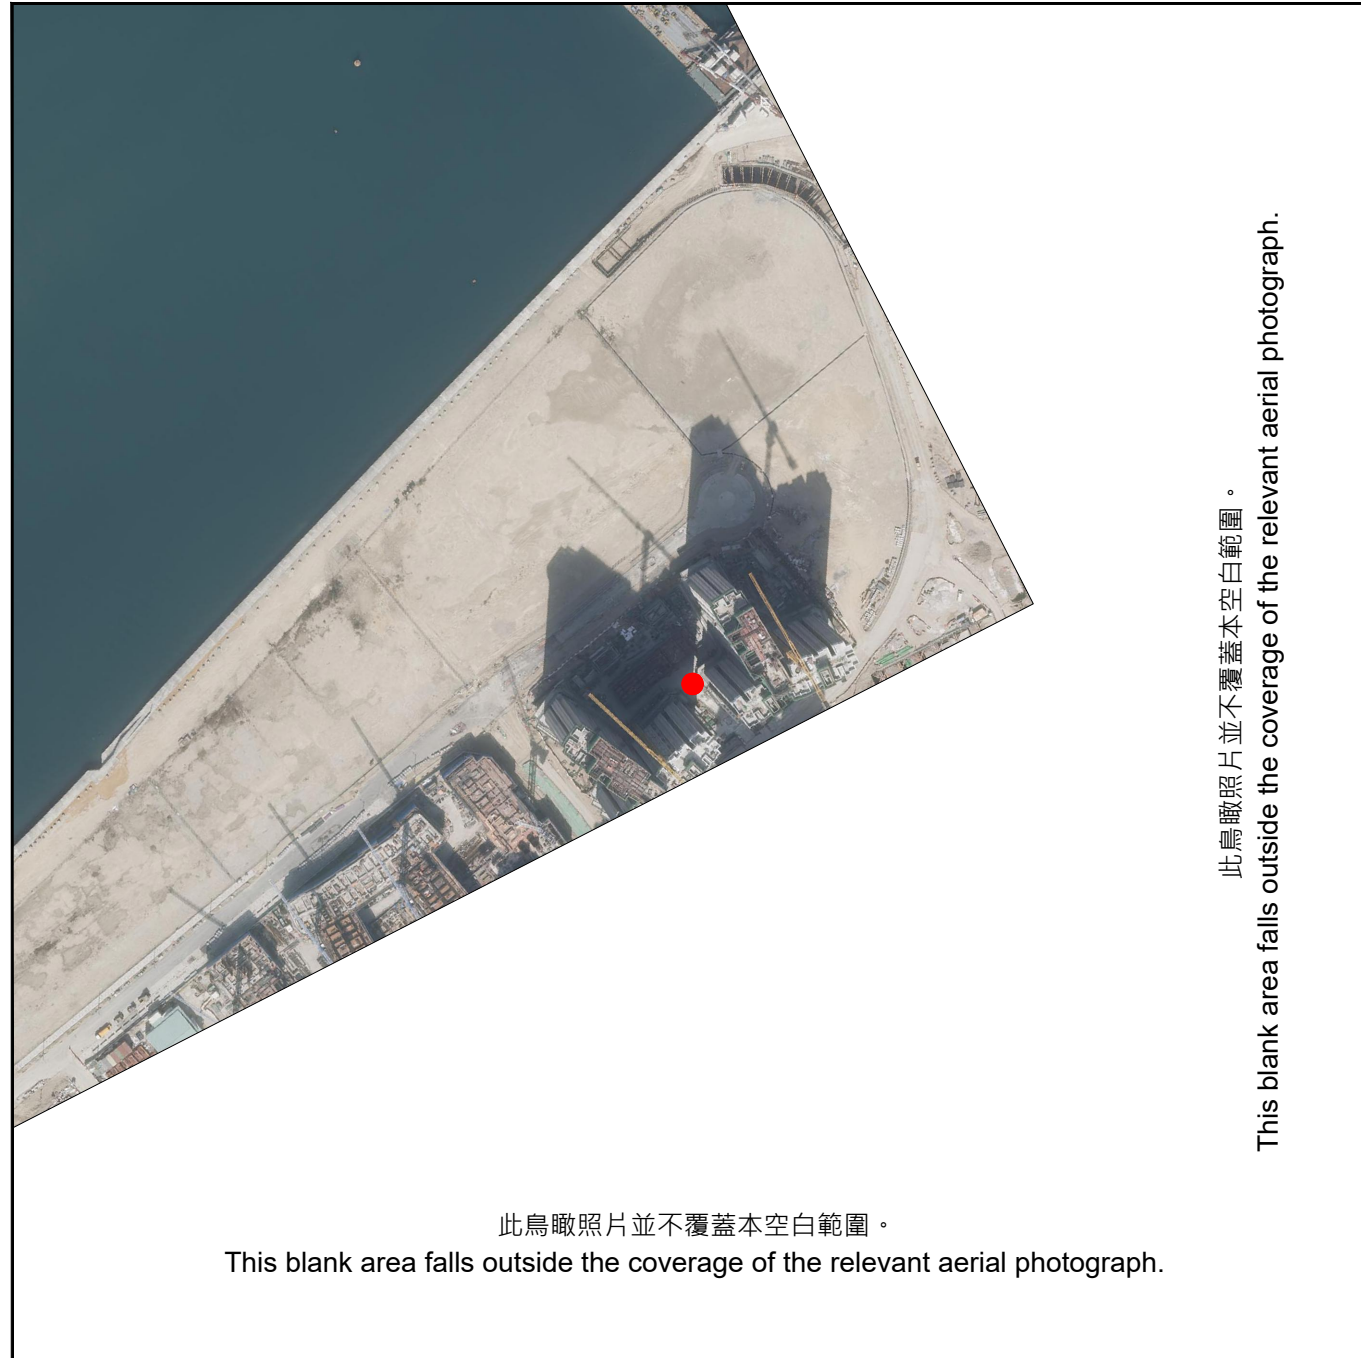 此鳥瞰照片並不覆蓋本空白範圍。
This blank area falls outside the coverage of the relevant aerial photograph.
此鳥瞰照片並不覆蓋本空白範圍。
This blank area falls outside the coverage of the relevant aerial photograph.